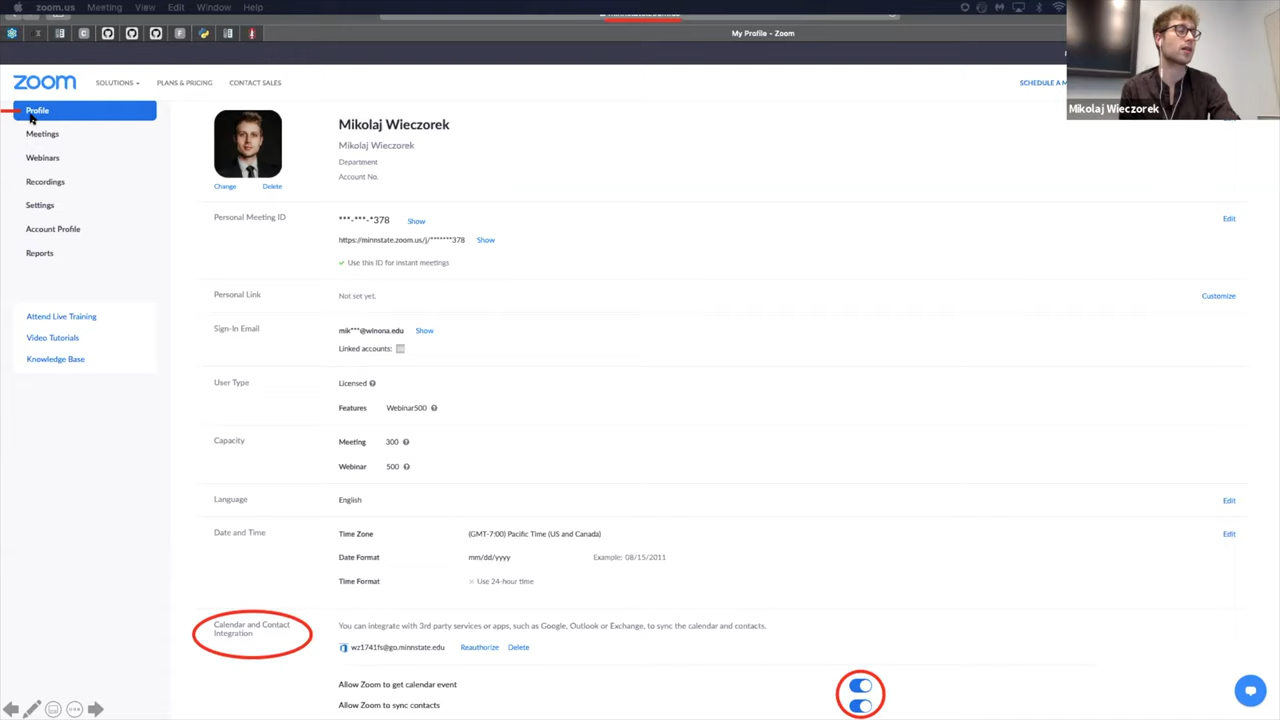 zoom.us Meeting View Edit Window Help
My Profile - Zoom
zoom SOLUTIONS PLANS & PRICING CONTACT SALES SCHEDULE A M
Mikolaj Wieczorek
Profile
Meetings
Webinars
Recordings
Settings
Account Profile
Reports
Attend Live Training
Video Tutorials
Knowledge Base
Change Delete
Mikolaj Wieczorek
Mikolaj Wieczorek
Department
Account No.
Personal Meeting ID ***-***-*378 Show Edit
https://minnstate.zoom.us/j/*******378 Show
Use this ID for instant meetings
Personal Link Not set yet. Customize
Sign-In Email mik***@winona.edu Show
Linked accounts:
User Type Licensed
Features Webinar500
Capacity Meeting 300
Webinar 500
Language English Edit
Date and Time Time Zone (GMT-7:00) Pacific Time (US and Canada) Edit
Date Format mm/dd/yyyy Example: 08/15/2011
Time Format Use 24-hour time
Calendar and Contact
Integration
You can integrate with 3rd party services or apps, such as Google, Outlook or Exchange, to sync the calendar and contacts.
wz1741fs@go.minnstate.edu Reauthorize Delete
Allow Zoom to get calendar event
Allow Zoom to sync contacts